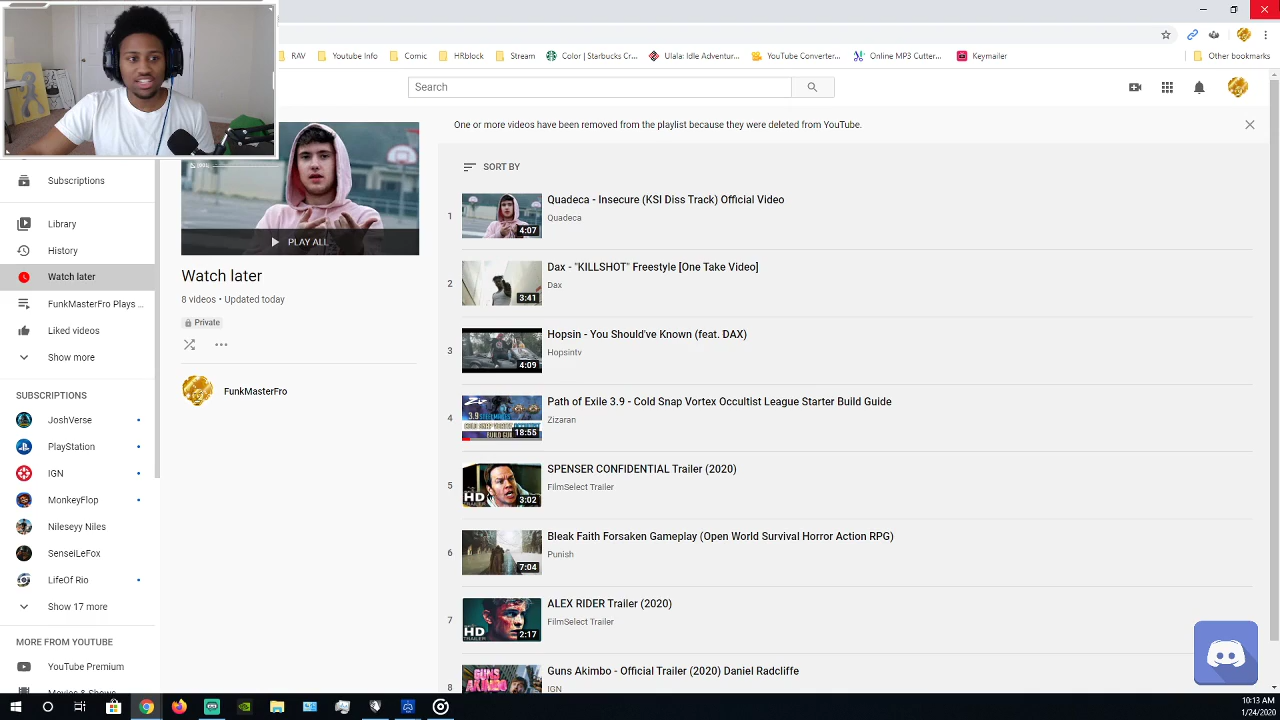 RAV
Youtube Info
Comic
HRblock
Stream
Color | Starbucks Cr...
Ulala: Idle Adventur...
YouTube Converter...
Online MP3 Cutter...
Keymailer
Other bookmarks
Search
One or more videos have been removed from the playlist because they were deleted from YouTube.
Subscriptions
Library
History
Watch later
FunkMasterFro Plays ...
Liked videos
Show more
SUBSCRIPTIONS
JoshVerse
PlayStation
IGN
MonkeyFlop
Nileseyy Niles
SenseiLeFox
LifeOf Rio
Show 17 more
MORE FROM YOUTUBE
YouTube Premium
Movies & Shows
PLAY ALL
Watch later
8 videos • Updated today
Private
FunkMasterFro
SORT BY
1
4:07
Quadeca - Insecure (KSI Diss Track) Official Video
Quadeca
2
3:41
Dax - "KILLSHOT" Freestyle [One Take Video]
Dax
3
4:09
Hopsin - You Should've Known (feat. DAX)
Hopsintv
4
3.9
18:55
Path of Exile 3.9 - Cold Snap Vortex Occultist League Starter Build Guide
Zizaran
5
HD
3:02
SPENSER CONFIDENTIAL Trailer (2020)
FilmSelect Trailer
6
7:04
Bleak Faith Forsaken Gameplay (Open World Survival Horror Action RPG)
Punish
7
HD
2:17
ALEX RIDER Trailer (2020)
FilmSelect Trailer
8
GUNS
AKIMBO
Guns Akimbo - Official Trailer (2020) Daniel Radcliffe
IGN
10:13 AM
1/24/2020